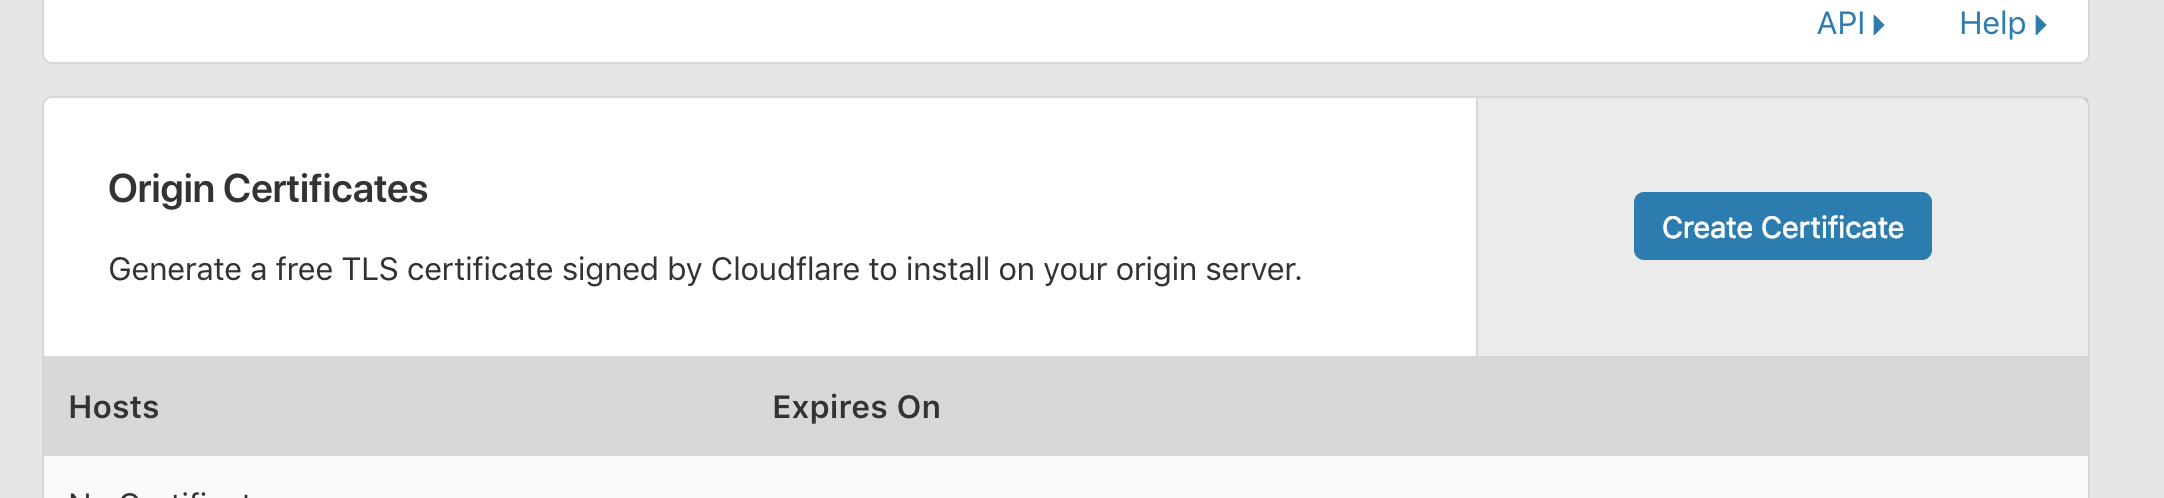 API Help
Origin Certificates
Create Certificate
Generate a free TLS certificate signed by Cloudflare to install on your origin server.
Hosts Expires On